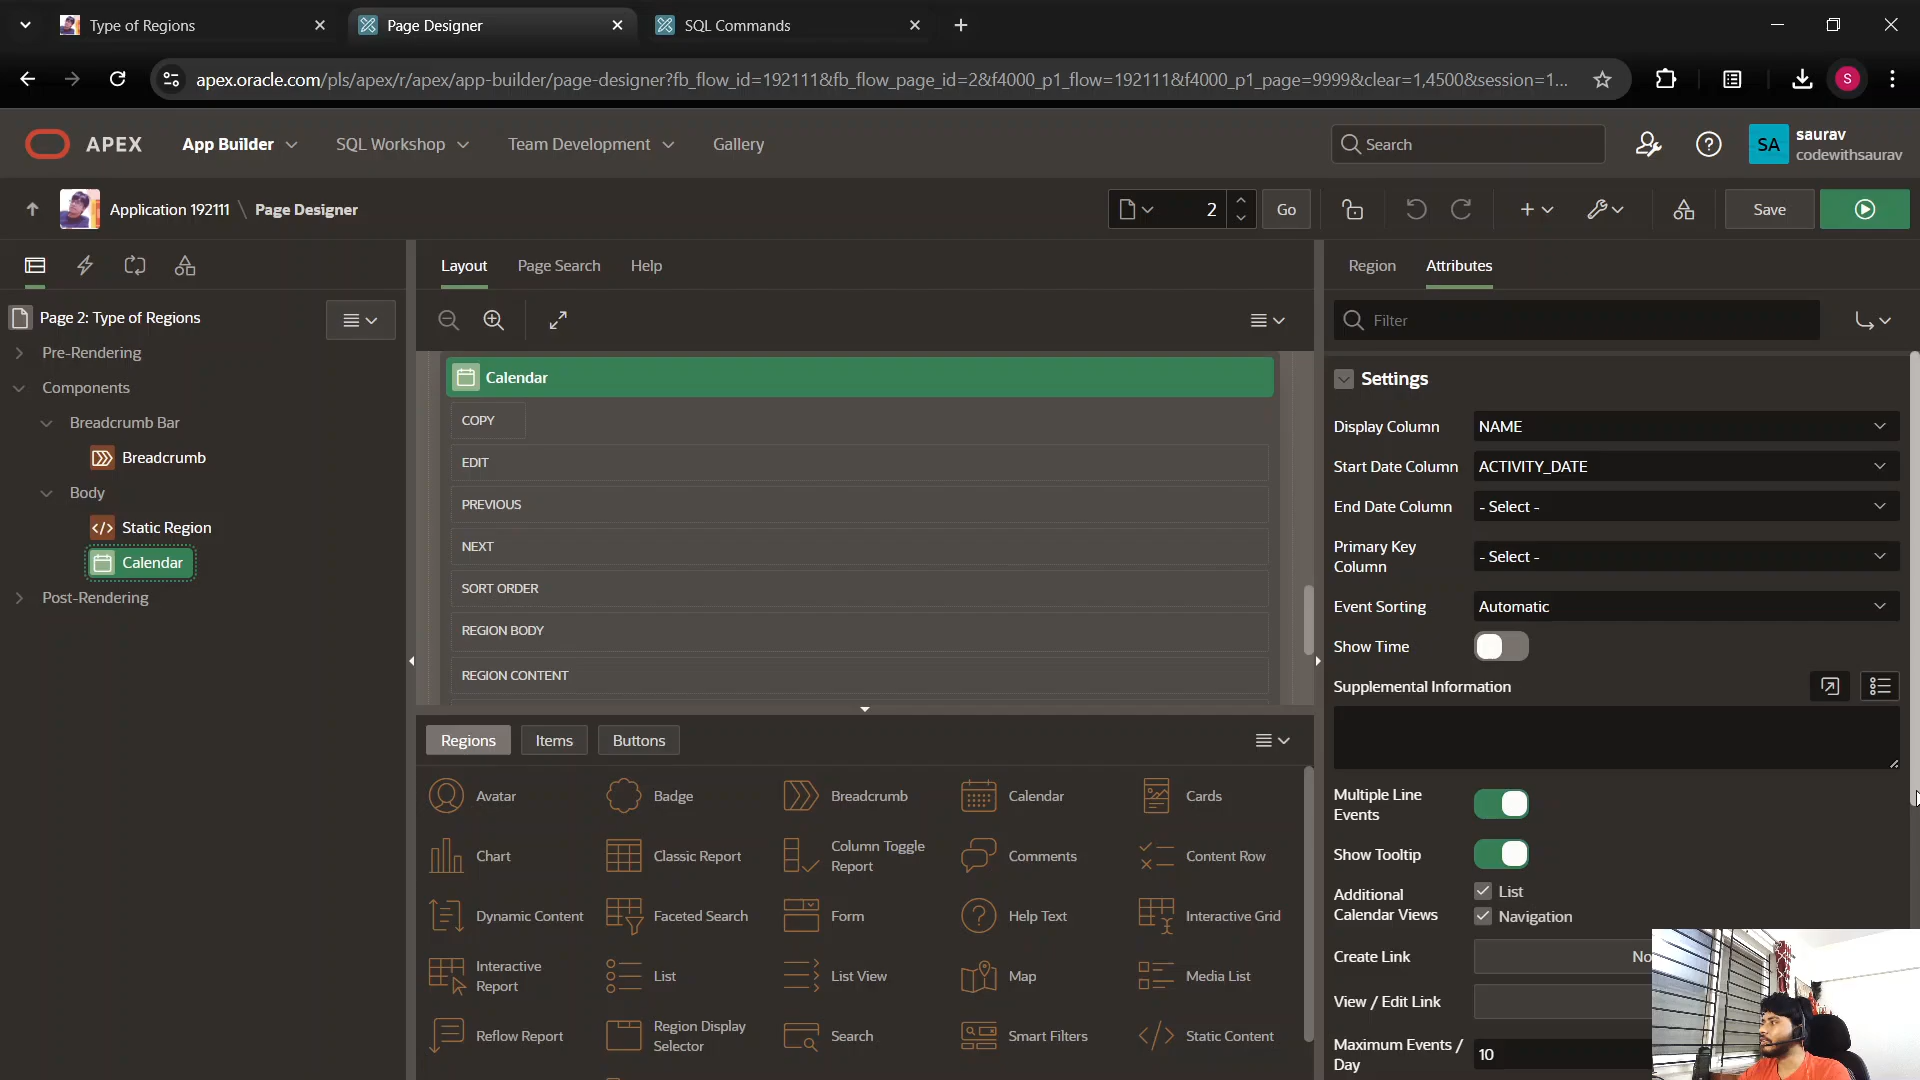 Type of Regions
Page Designer
SQL Commands
apex.oracle.com/pls/apex/r/apex/app-builder/page-designer?fb_flow_id=192111&fb_flow_page_id=2&f4000_p1_flow=192111&f4000_p1_page=9999&clear=1,4500&session=1...
S
APEX
App Builder
SQL Workshop
Team Development
Gallery
Search
SA
saurav
codewithsaurav
Application 192111 \ Page Designer
2
Go
Save
Page 2: Type of Regions
Pre-Rendering
Components
Breadcrumb Bar
Breadcrumb
Body
Static Region
Calendar
Post-Rendering
Layout
Page Search
Help
Calendar
COPY
EDIT
PREVIOUS
NEXT
SORT ORDER
REGION BODY
REGION CONTENT
Regions
Items
Buttons
Avatar
Badge
Breadcrumb
Calendar
Cards
Chart
Classic Report
Column Toggle
Report
Comments
Content Row
Dynamic Content
Faceted Search
Form
Help Text
Interactive Grid
Interactive
Report
List
List View
Map
Media List
Reflow Report
Region Display
Selector
Search
Smart Filters
Static Content
Region
Attributes
Filter
Settings
Display Column
NAME
Start Date Column
ACTIVITY_DATE
End Date Column
- Select -
Primary Key
Column
- Select -
Event Sorting
Automatic
Show Time
Supplemental Information
Multiple Line
Events
Show Tooltip
Additional
Calendar Views
List
Navigation
Create Link
No
View / Edit Link
Maximum Events /
Day
10